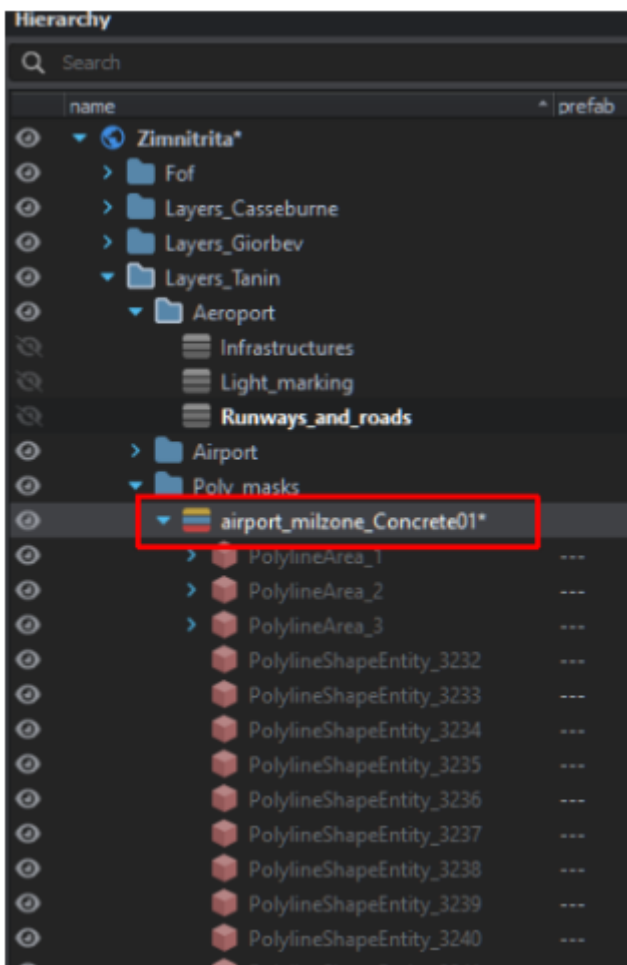 Hierarchy
Search
name prefab
Zimnitrita*
Fof
Layers_Casseburne
Layers_Giorbev
Layers_Tanin
Aeroport
Infrastructures
Light_marking
Runways_and_roads
Airport
Poly_masks
airport_milzone_Concrete01*
PolylineArea_1 ---
PolylineArea_2 ---
PolylineArea_3 ---
PolylineShapeEntity_3232 ---
PolylineShapeEntity_3233 ---
PolylineShapeEntity_3234 ---
PolylineShapeEntity_3235 ---
PolylineShapeEntity_3236 ---
PolylineShapeEntity_3237 ---
PolylineShapeEntity_3238 ---
PolylineShapeEntity_3239 ---
PolylineShapeEntity_3240 ---